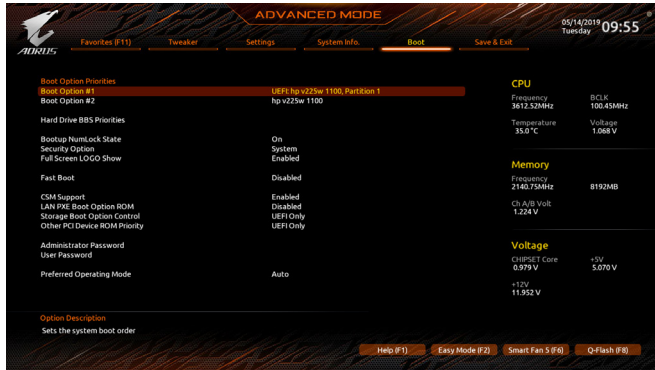 ADVANCED MODE
05/14/2019 Tuesday 09:55
AORUS
Favorites (F11) Tweaker Settings System Info. Boot Save & Exit
Boot Option Priorities
Boot Option #1 UEFI: hp v225w 1100, Partition 1
Boot Option #2 hp v225w 1100
Hard Drive BBS Priorities
Bootup NumLock State On
Security Option System
Full Screen LOGO Show Enabled
Fast Boot Disabled
CSM Support Enabled
LAN PXE Boot Option ROM Disabled
Storage Boot Option Control UEFI Only
Other PCI Device ROM Priority UEFI Only
Administrator Password
User Password
Preferred Operating Mode Auto
CPU
Frequency BCLK
3612.52MHz 100.45MHz
Temperature Voltage
35.0 °C 1.068 V
Memory
Frequency
2140.75MHz 8192MB
Ch A/B Volt
1.224 V
Voltage
CHIPSET Core +5V
0.979 V 5.070 V
+12V
11.952 V
Option Description
Sets the system boot order
Help (F1) Easy Mode (F2) Smart Fan 5 (F6) Q-Flash (F8)